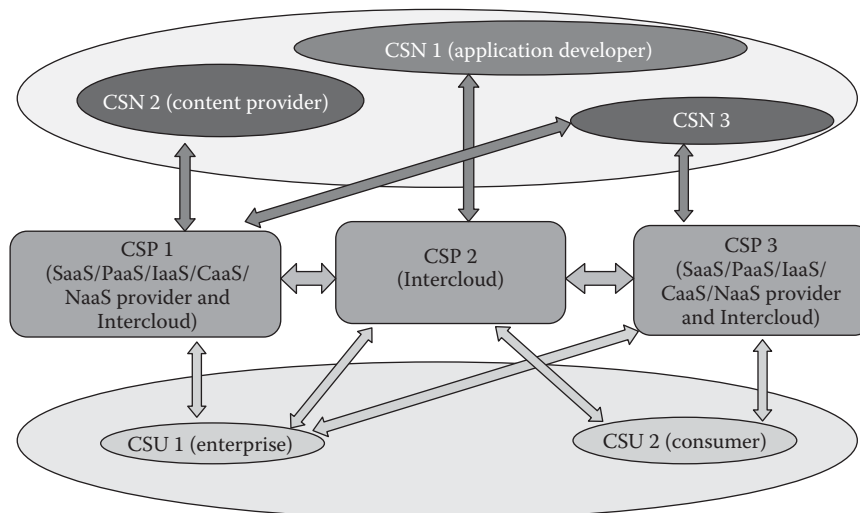 CSN 1 (application developer)
CSN 2 (content provider)
CSN 3
CSP 1
(SaaS/PaaS/IaaS/CaaS/
NaaS provider and
Intercloud)
CSP 2
(Intercloud)
CSP 3
(SaaS/PaaS/IaaS/
CaaS/NaaS provider
and Intercloud)
CSU 1 (enterprise)
CSU 2 (consumer)